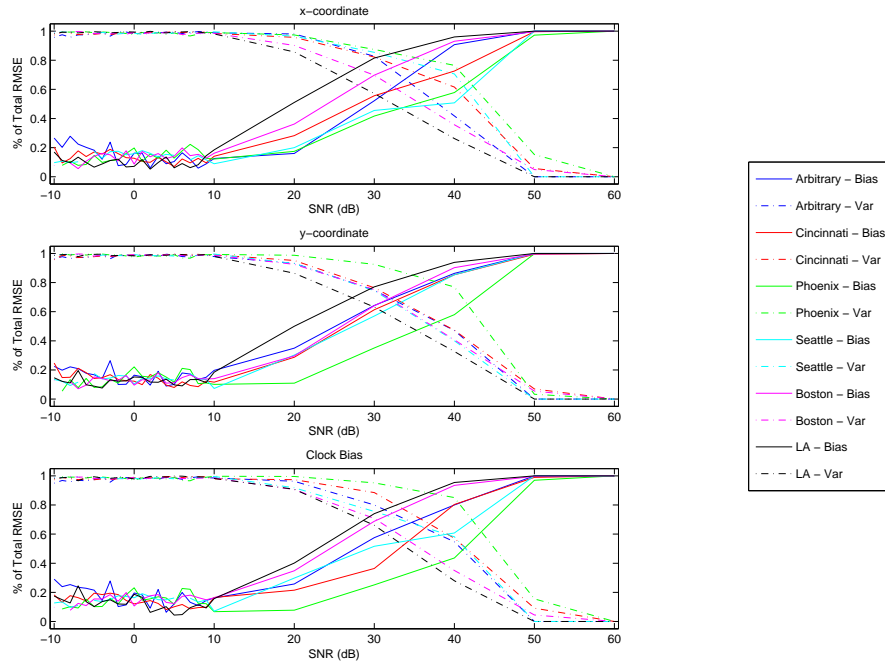 x−coordinate
1
0.8
0.6
0.4
0.2
0
% of Total RMSE
−10 0 10 20 30 40 50 60
SNR (dB)
y−coordinate
1
0.8
0.6
0.4
0.2
0
% of Total RMSE
−10 0 10 20 30 40 50 60
SNR (dB)
Clock Bias
1
0.8
0.6
0.4
0.2
0
% of Total RMSE
−10 0 10 20 30 40 50 60
SNR (dB)
Arbitrary − Bias
Arbitrary − Var
Cincinnati − Bias
Cincinnati − Var
Phoenix − Bias
Phoenix − Var
Seattle − Bias
Seattle − Var
Boston − Bias
Boston − Var
LA − Bias
LA − Var